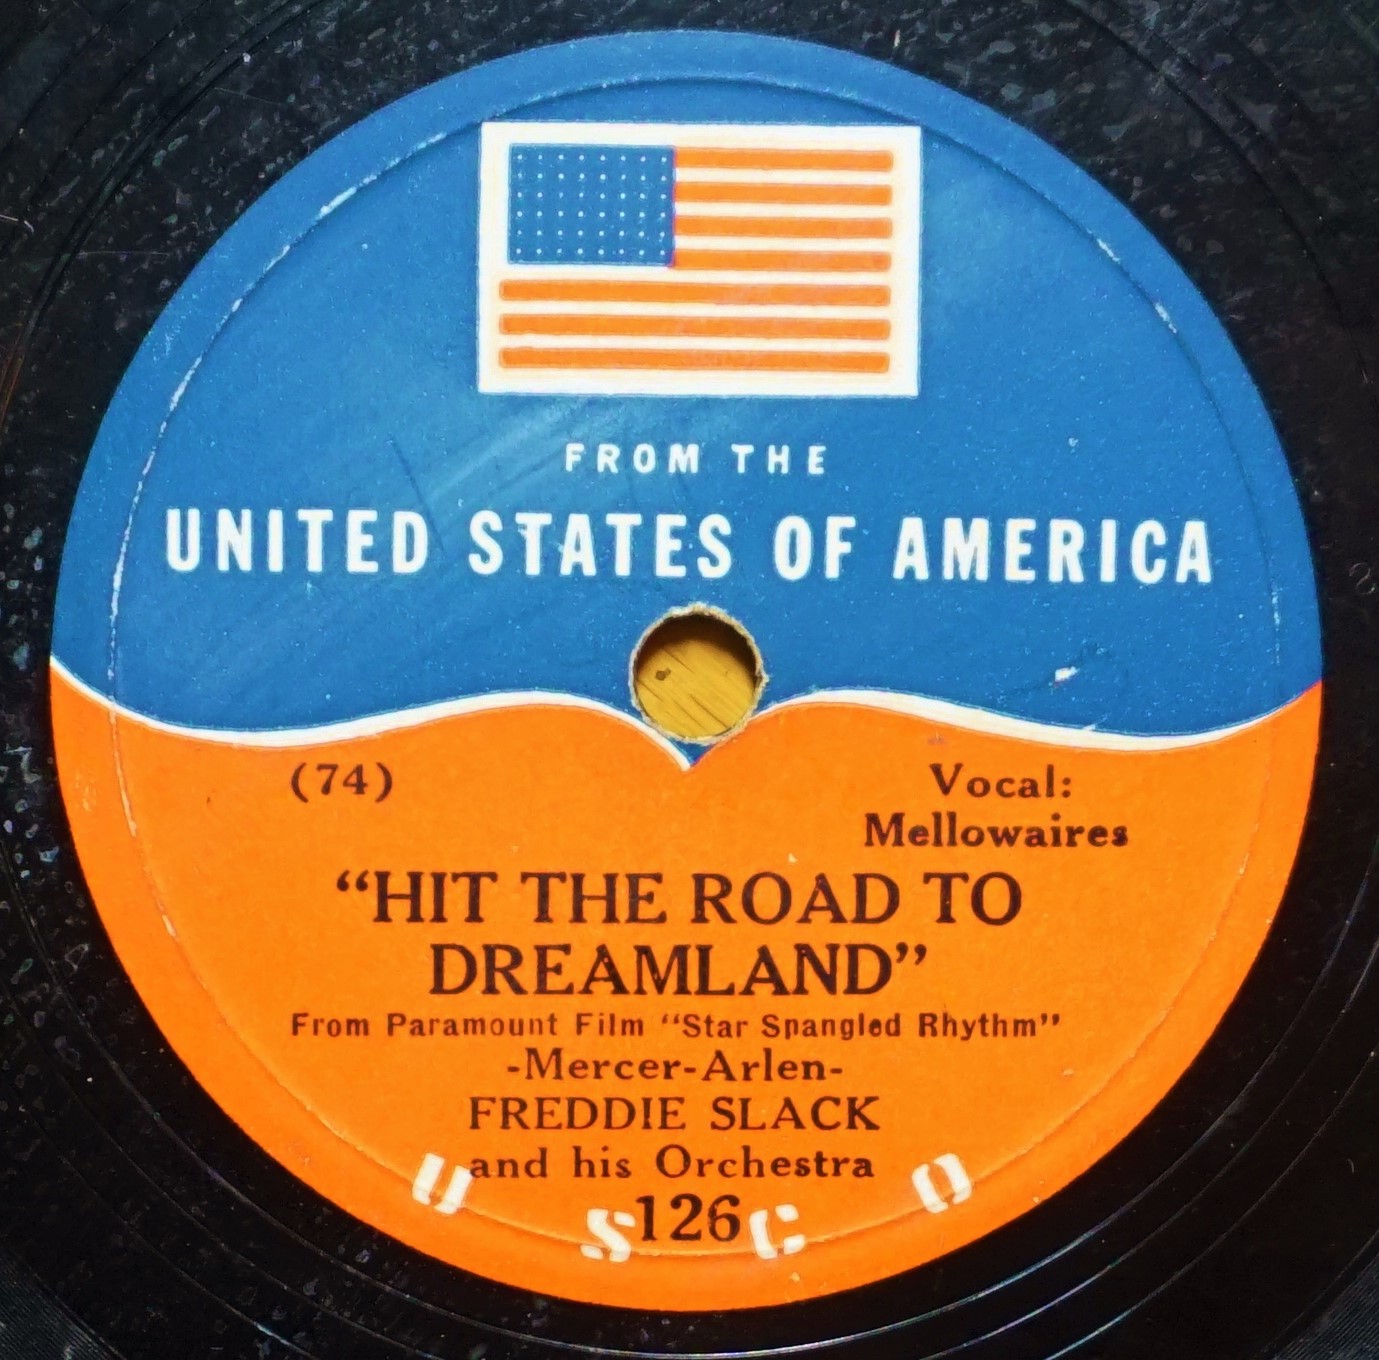 FROM THE
UNITED STATES OF AMERICA
(74)
Vocal:
Mellowaires
“HIT THE ROAD TO
DREAMLAND”
From Paramount Film “Star Spangled Rhythm”
-Mercer-Arlen-
FREDDIE SLACK
and his Orchestra
126
U S C O